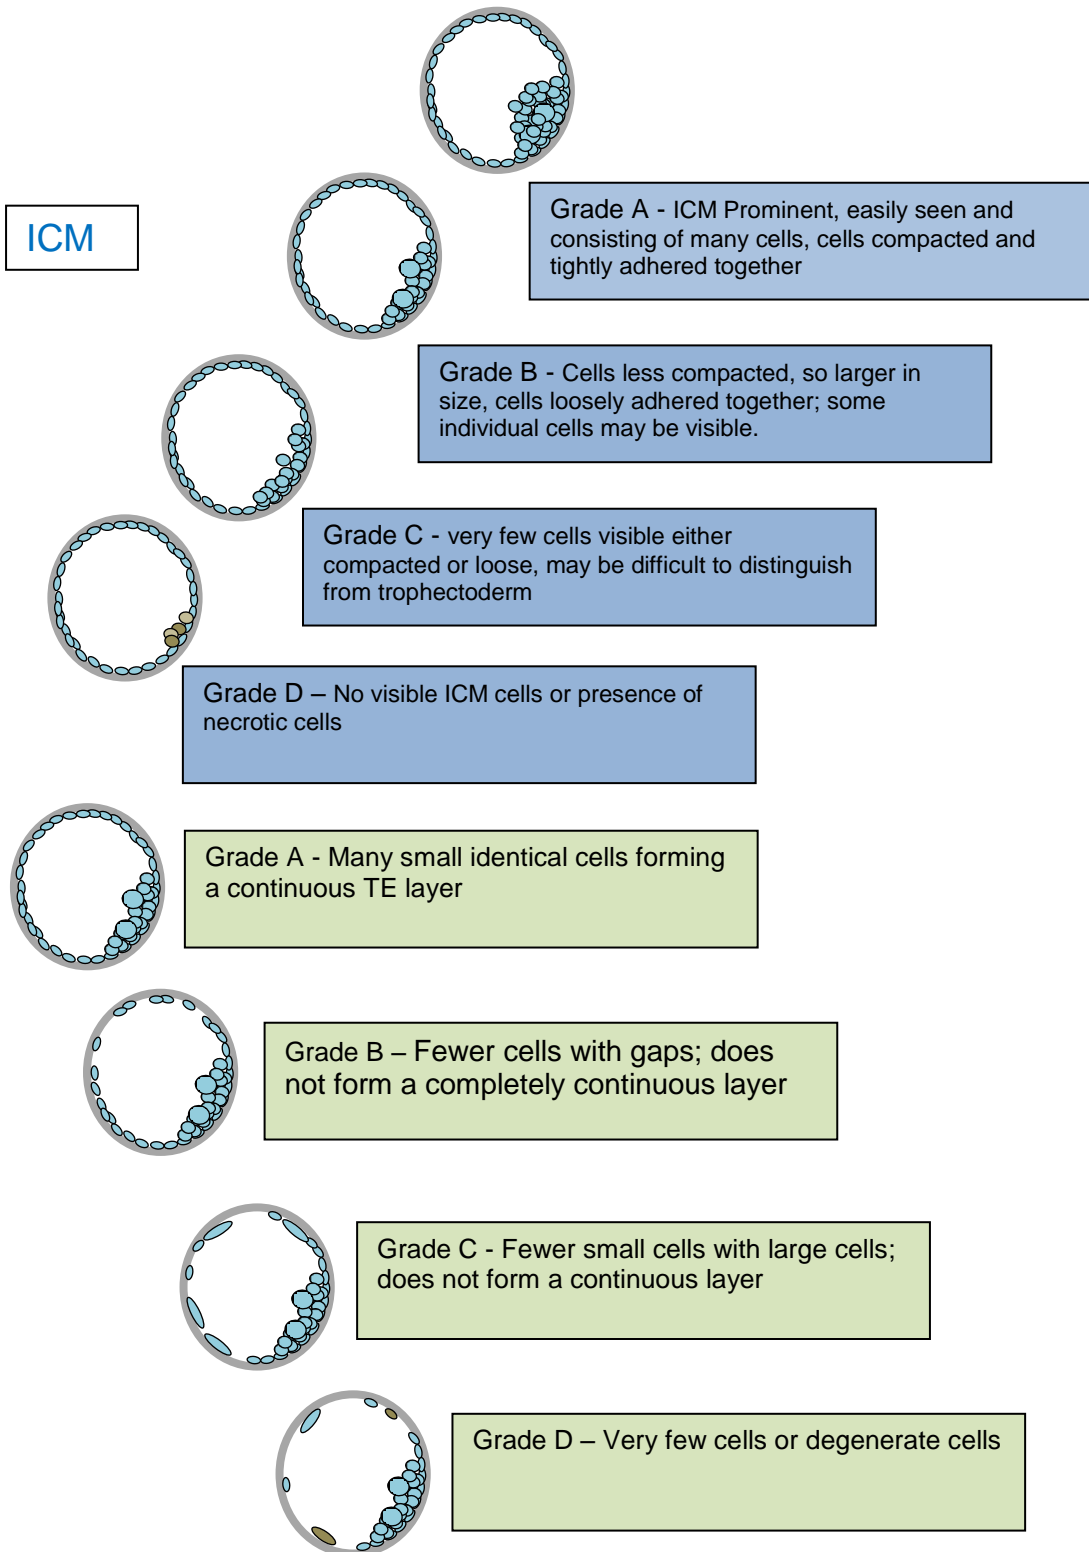 ICM
Grade A - ICM Prominent, easily seen and
consisting of many cells, cells compacted and
tightly adhered together
Grade B - Cells less compacted, so larger in
size, cells loosely adhered together; some
individual cells may be visible.
Grade C - very few cells visible either
compacted or loose, may be difficult to distinguish
from trophectoderm
Grade D – No visible ICM cells or presence of
necrotic cells
Grade A - Many small identical cells forming
a continuous TE layer
Grade B – Fewer cells with gaps; does
not form a completely continuous layer
Grade C - Fewer small cells with large cells;
does not form a continuous layer
Grade D – Very few cells or degenerate cells